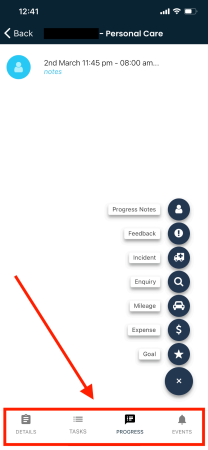 12:41
Back
– Personal Care
2nd March 11:45 pm - 08:00 am...
notes
Progress Notes
Feedback
Incident
Enquiry
Mileage
Expense
Goal
DETAILS
TASKS
PROGRESS
EVENTS